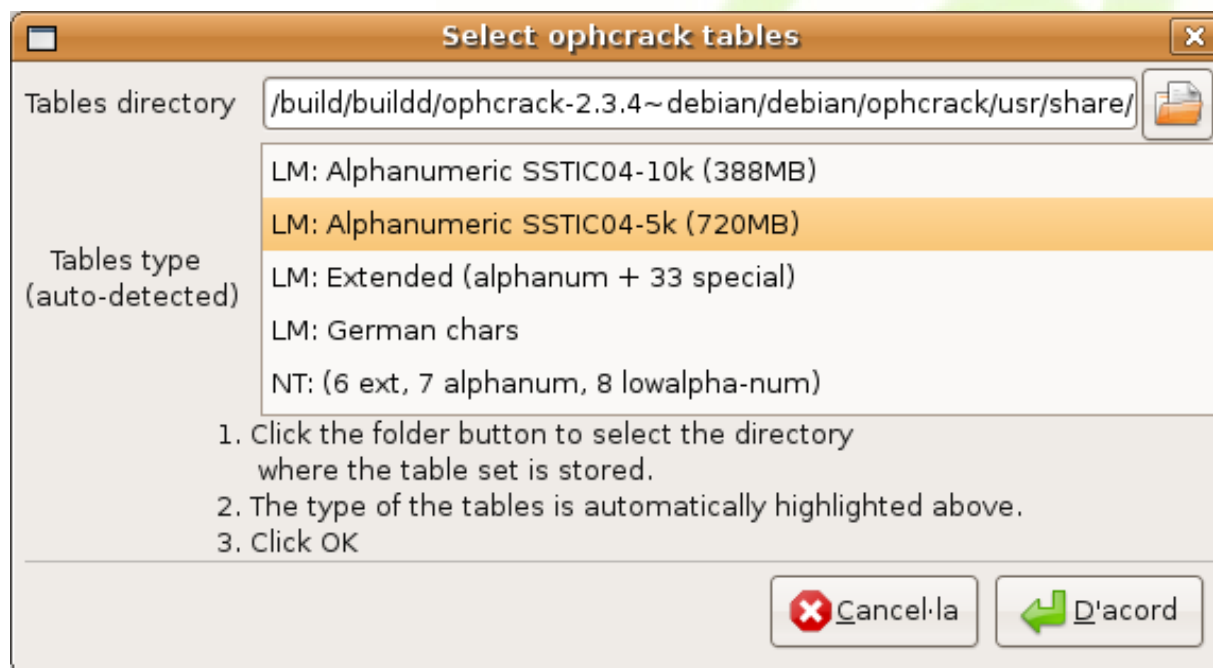 Select ophcrack tables
Tables directory /build/buildd/ophcrack-2.3.4~debian/debian/ophcrack/usr/share/
Tables type
(auto-detected)
LM: Alphanumeric SSTIC04-10k (388MB)
LM: Alphanumeric SSTIC04-5k (720MB)
LM: Extended (alphanum + 33 special)
LM: German chars
NT: (6 ext, 7 alphanum, 8 lowalpha-num)
1. Click the folder button to select the directory
where the table set is stored.
2. The type of the tables is automatically highlighted above.
3. Click OK
Cancel·la D'acord